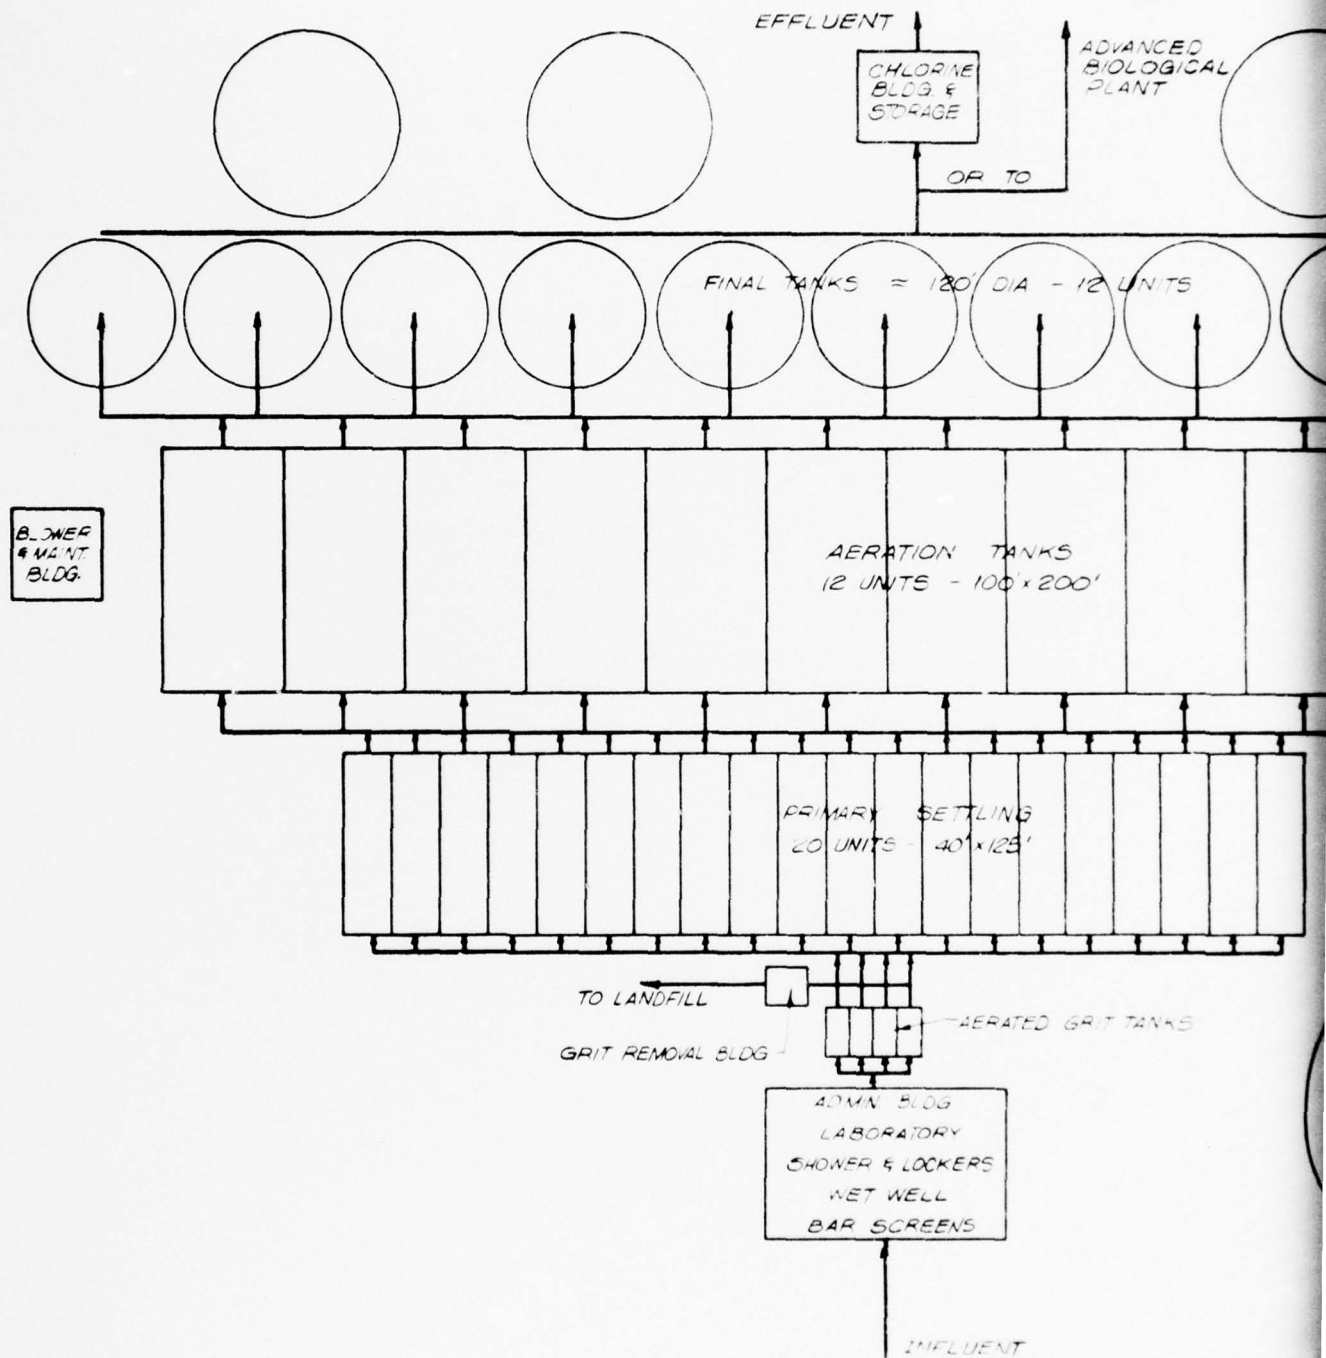 EFFLUENT
CHLORINE
BLDG. &
STORAGE
ADVANCED
BIOLOGICAL
PLANT
OR TO
FINAL TANKS ≈ 120' DIA - 12 UNITS
BLOWER
& MAINT.
BLDG.
AERATION TANKS
12 UNITS - 100' x 200'
PRIMARY SETTLING
20 UNITS - 40' x 125'
TO LANDFILL
GRIT REMOVAL BLDG
AERATED GRIT TANKS
ADMIN BLDG
LABORATORY
SHOWER & LOCKERS
WET WELL
BAR SCREENS
INFLUENT